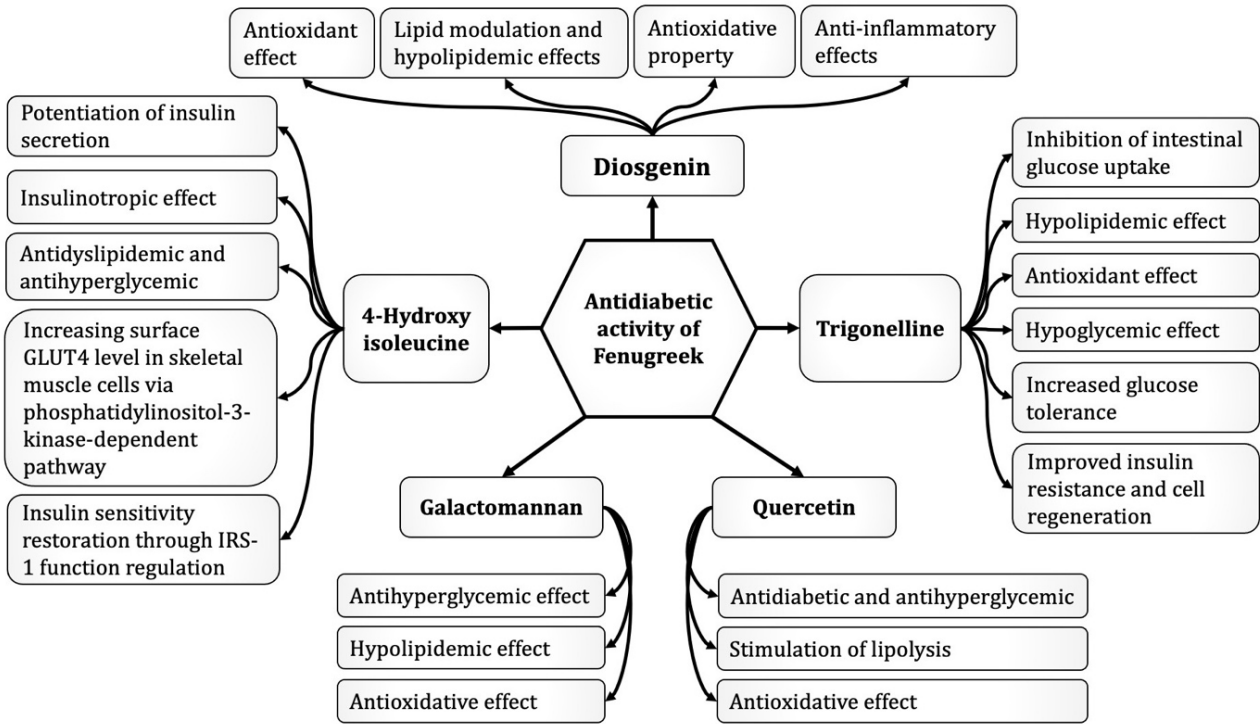 Antioxidant
effect
Lipid modulation and
hypolipidemic effects
Antioxidative
property
Anti-inflammatory
effects
Diosgenin
Potentiation of insulin
secretion
Insulinotropic effect
Antidyslipidemic and
antihyperglycemic
Increasing surface
GLUT4 level in skeletal
muscle cells via
phosphatidylinositol-3-
kinase-dependent
pathway
Insulin sensitivity
restoration through IRS-
1 function regulation
4-Hydroxy
isoleucine
Antidiabetic
activity of
Fenugreek
Trigonelline
Inhibition of intestinal
glucose uptake
Hypolipidemic effect
Antioxidant effect
Hypoglycemic effect
Increased glucose
tolerance
Improved insulin
resistance and cell
regeneration
Galactomannan
Antihyperglycemic effect
Hypolipidemic effect
Antioxidative effect
Quercetin
Antidiabetic and antihyperglycemic
Stimulation of lipolysis
Antioxidative effect